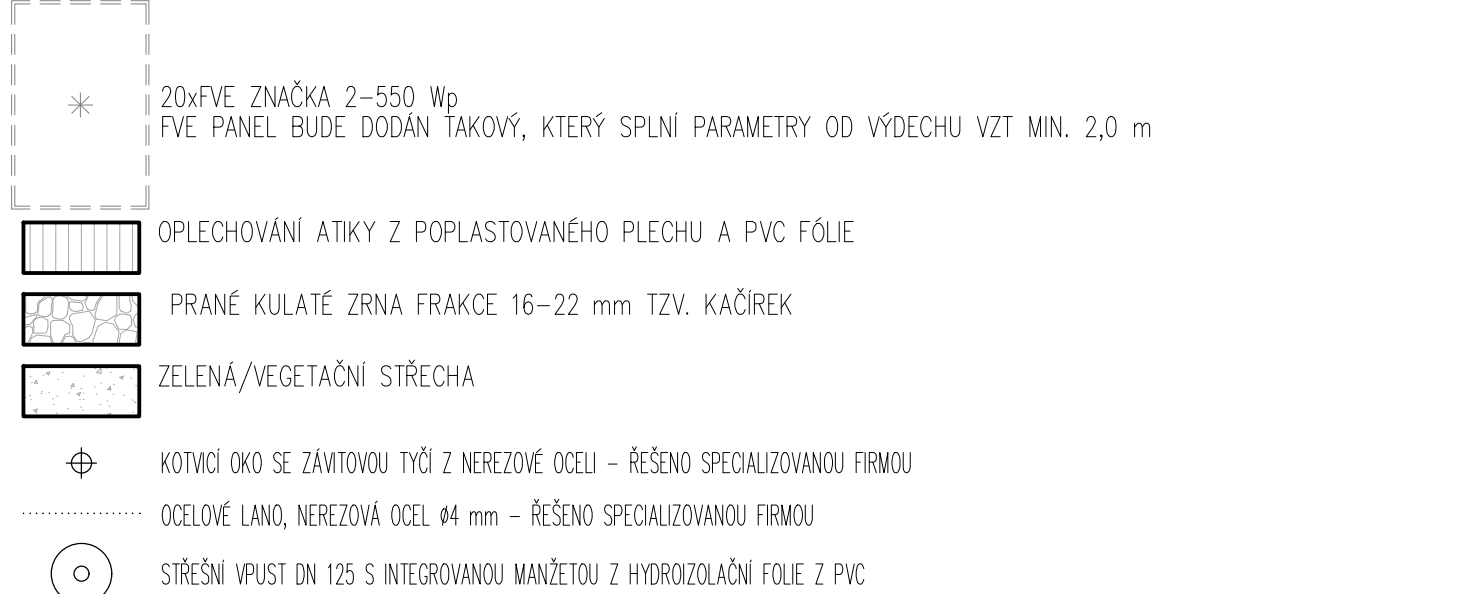 20xFVE ZNAČKA 2-550 Wp
FVE PANEL BUDE DODÁN TAKOVÝ, KTERÝ SPLNÍ PARAMETRY OD VÝDECHU VZT MIN. 2,0 m
OPLECHOVÁNÍ ATIKY Z POPLASTOVANÉHO PLECHU A PVC FÓLIE
PRANÉ KULATÉ ZRNA FRAKCE 16-22 mm TZV. KAČÍREK
ZELENÁ/VEGETAČNÍ STŘECHA
KOTVICÍ OKO SE ZÁVITOVOU TYČÍ Z NEREZOVÉ OCELI - ŘEŠENO SPECIALIZOVANOU FIRMOU
OCELOVÉ LANO, NEREZOVÁ OCEL ø4 mm - ŘEŠENO SPECIALIZOVANOU FIRMOU
STŘEŠNÍ VPUST DN 125 S INTEGROVANOU MANŽETOU Z HYDROIZOLAČNÍ FOLIE Z PVC